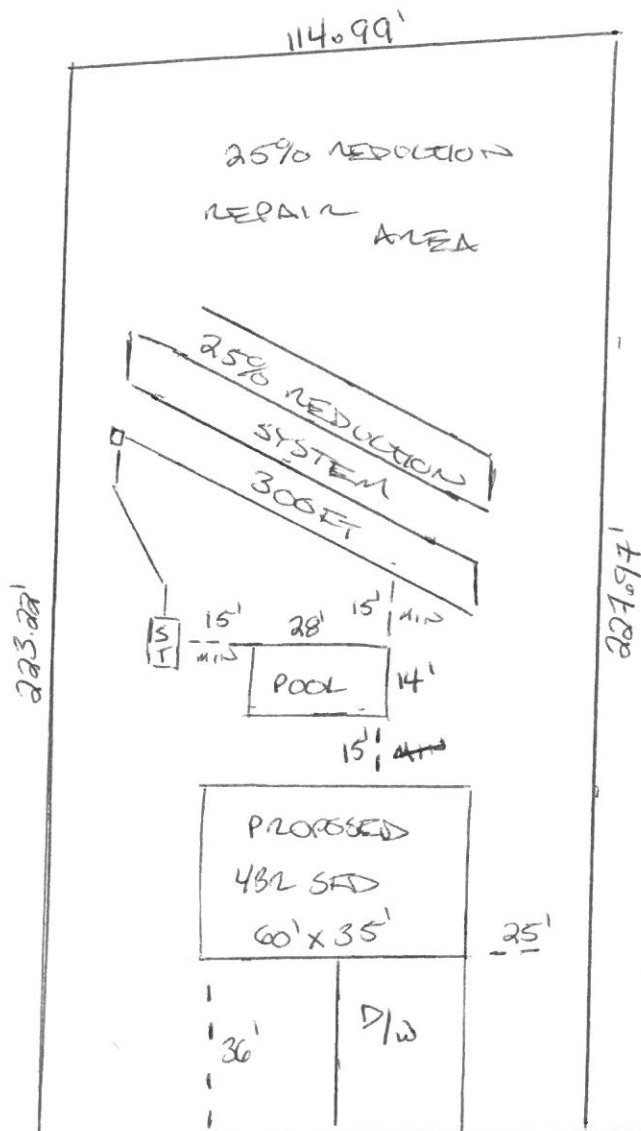 114.99'
25% REDUCTION
REPAIR
AREA
25% REDUCTION
SYSTEM
300FT
223.22'
227.97'
S
T
15'
MIN
28'
15' MIN
POOL
14'
15'
PROPOSED
4BR SFD
60' x 35'
25'
36'
D/W